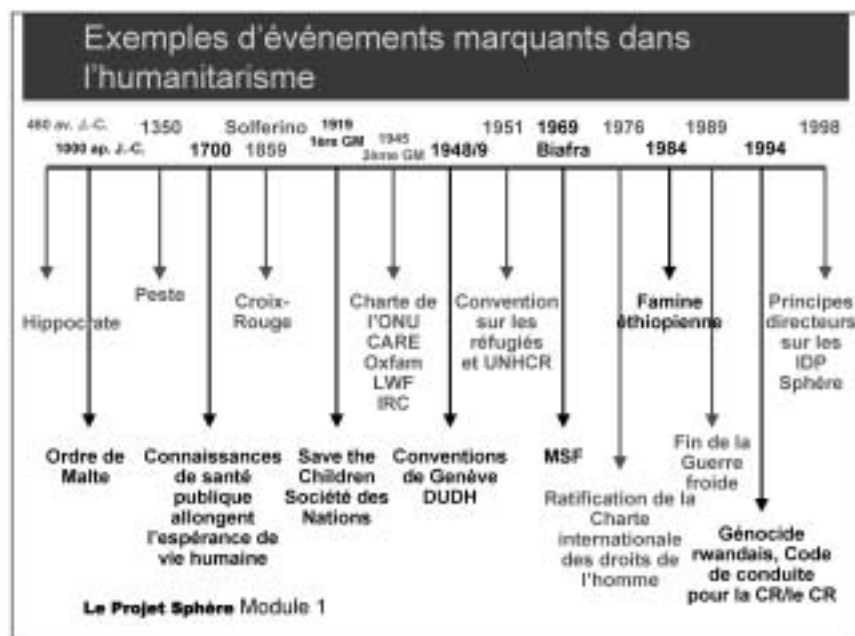 Exemples d'événements marquants dans
l'humanitarisme
460 av. J.-C.
1350
Solferino
1919
1945
1951
1969
1976
1989
1998
1000 ap. J.-C.
1700
1859
1ère GM
2ème GM
1948/9
Biafra
1984
1994
Hippocrate
Peste
Croix-
Rouge
Charte de
l'ONU
CARE
Oxfam
LWF
IRC
Convention
sur les
réfugiés
et UNHCR
Famine
éthiopienne
Principes
directeurs
sur les
IDP
Sphère
Ordre de
Malte
Connaissances
de santé
publique
allongent
l'espérance de
vie humaine
Save the
Children
Société des
Nations
Conventions
de Genève
DUDH
MSF
Ratification de la
Charte
internationale
des droits de
l'homme
Fin de la
Guerre
froide
Génocide
rwandais, Code
de conduite
pour la CR/le CR
Le Projet Sphère Module 1